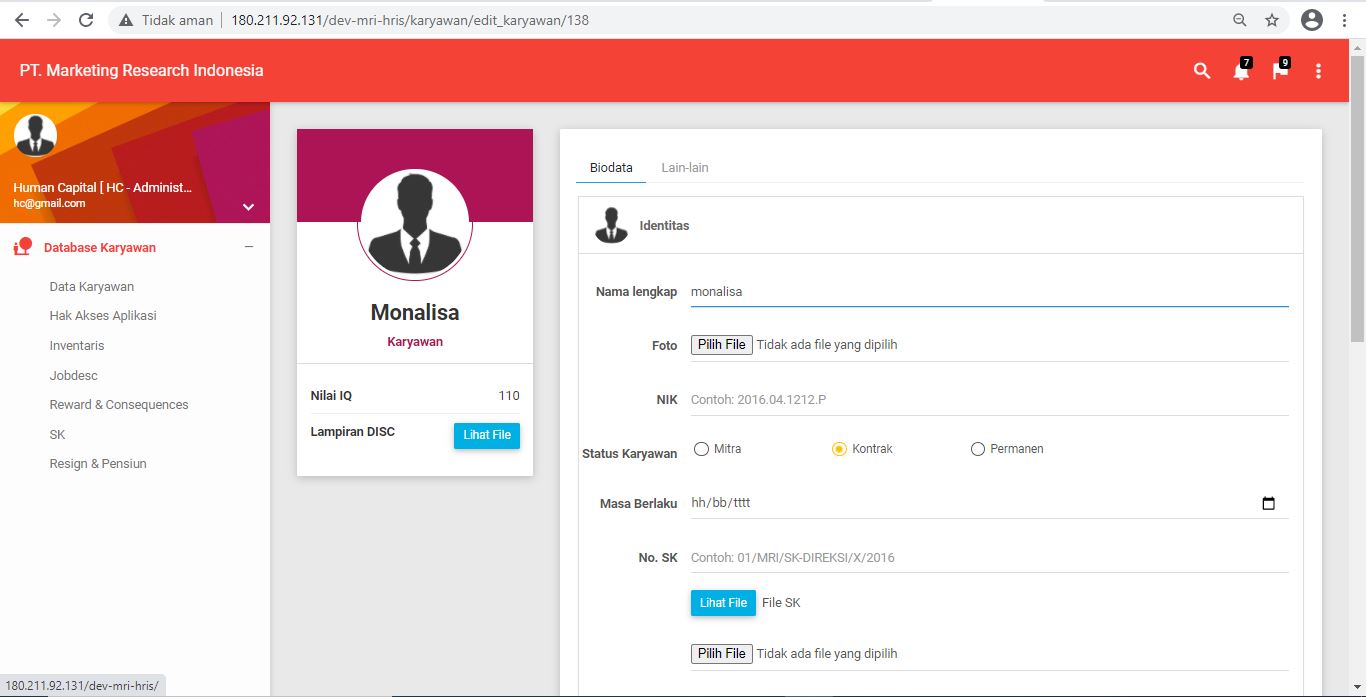 Tidak aman 180.211.92.131/dev-mri-hris/karyawan/edit_karyawan/138
PT. Marketing Research Indonesia
7
9
Human Capital [ HC - Administ...
hc@gmail.com
Database Karyawan
Data Karyawan
Hak Akses Aplikasi
Inventaris
Jobdesc
Reward & Consequences
SK
Resign & Pensiun
Monalisa
Karyawan
Nilai IQ 110
Lampiran DISC Lihat File
Biodata Lain-lain
Identitas
Nama lengkap monalisa
Foto Pilih File Tidak ada file yang dipilih
NIK Contoh: 2016.04.1212.P
Status Karyawan Mitra Kontrak Permanen
Masa Berlaku hh/bb/tttt
No. SK Contoh: 01/MRI/SK-DIREKSI/X/2016
Lihat File File SK
Pilih File Tidak ada file yang dipilih
180.211.92.131/dev-mri-hris/